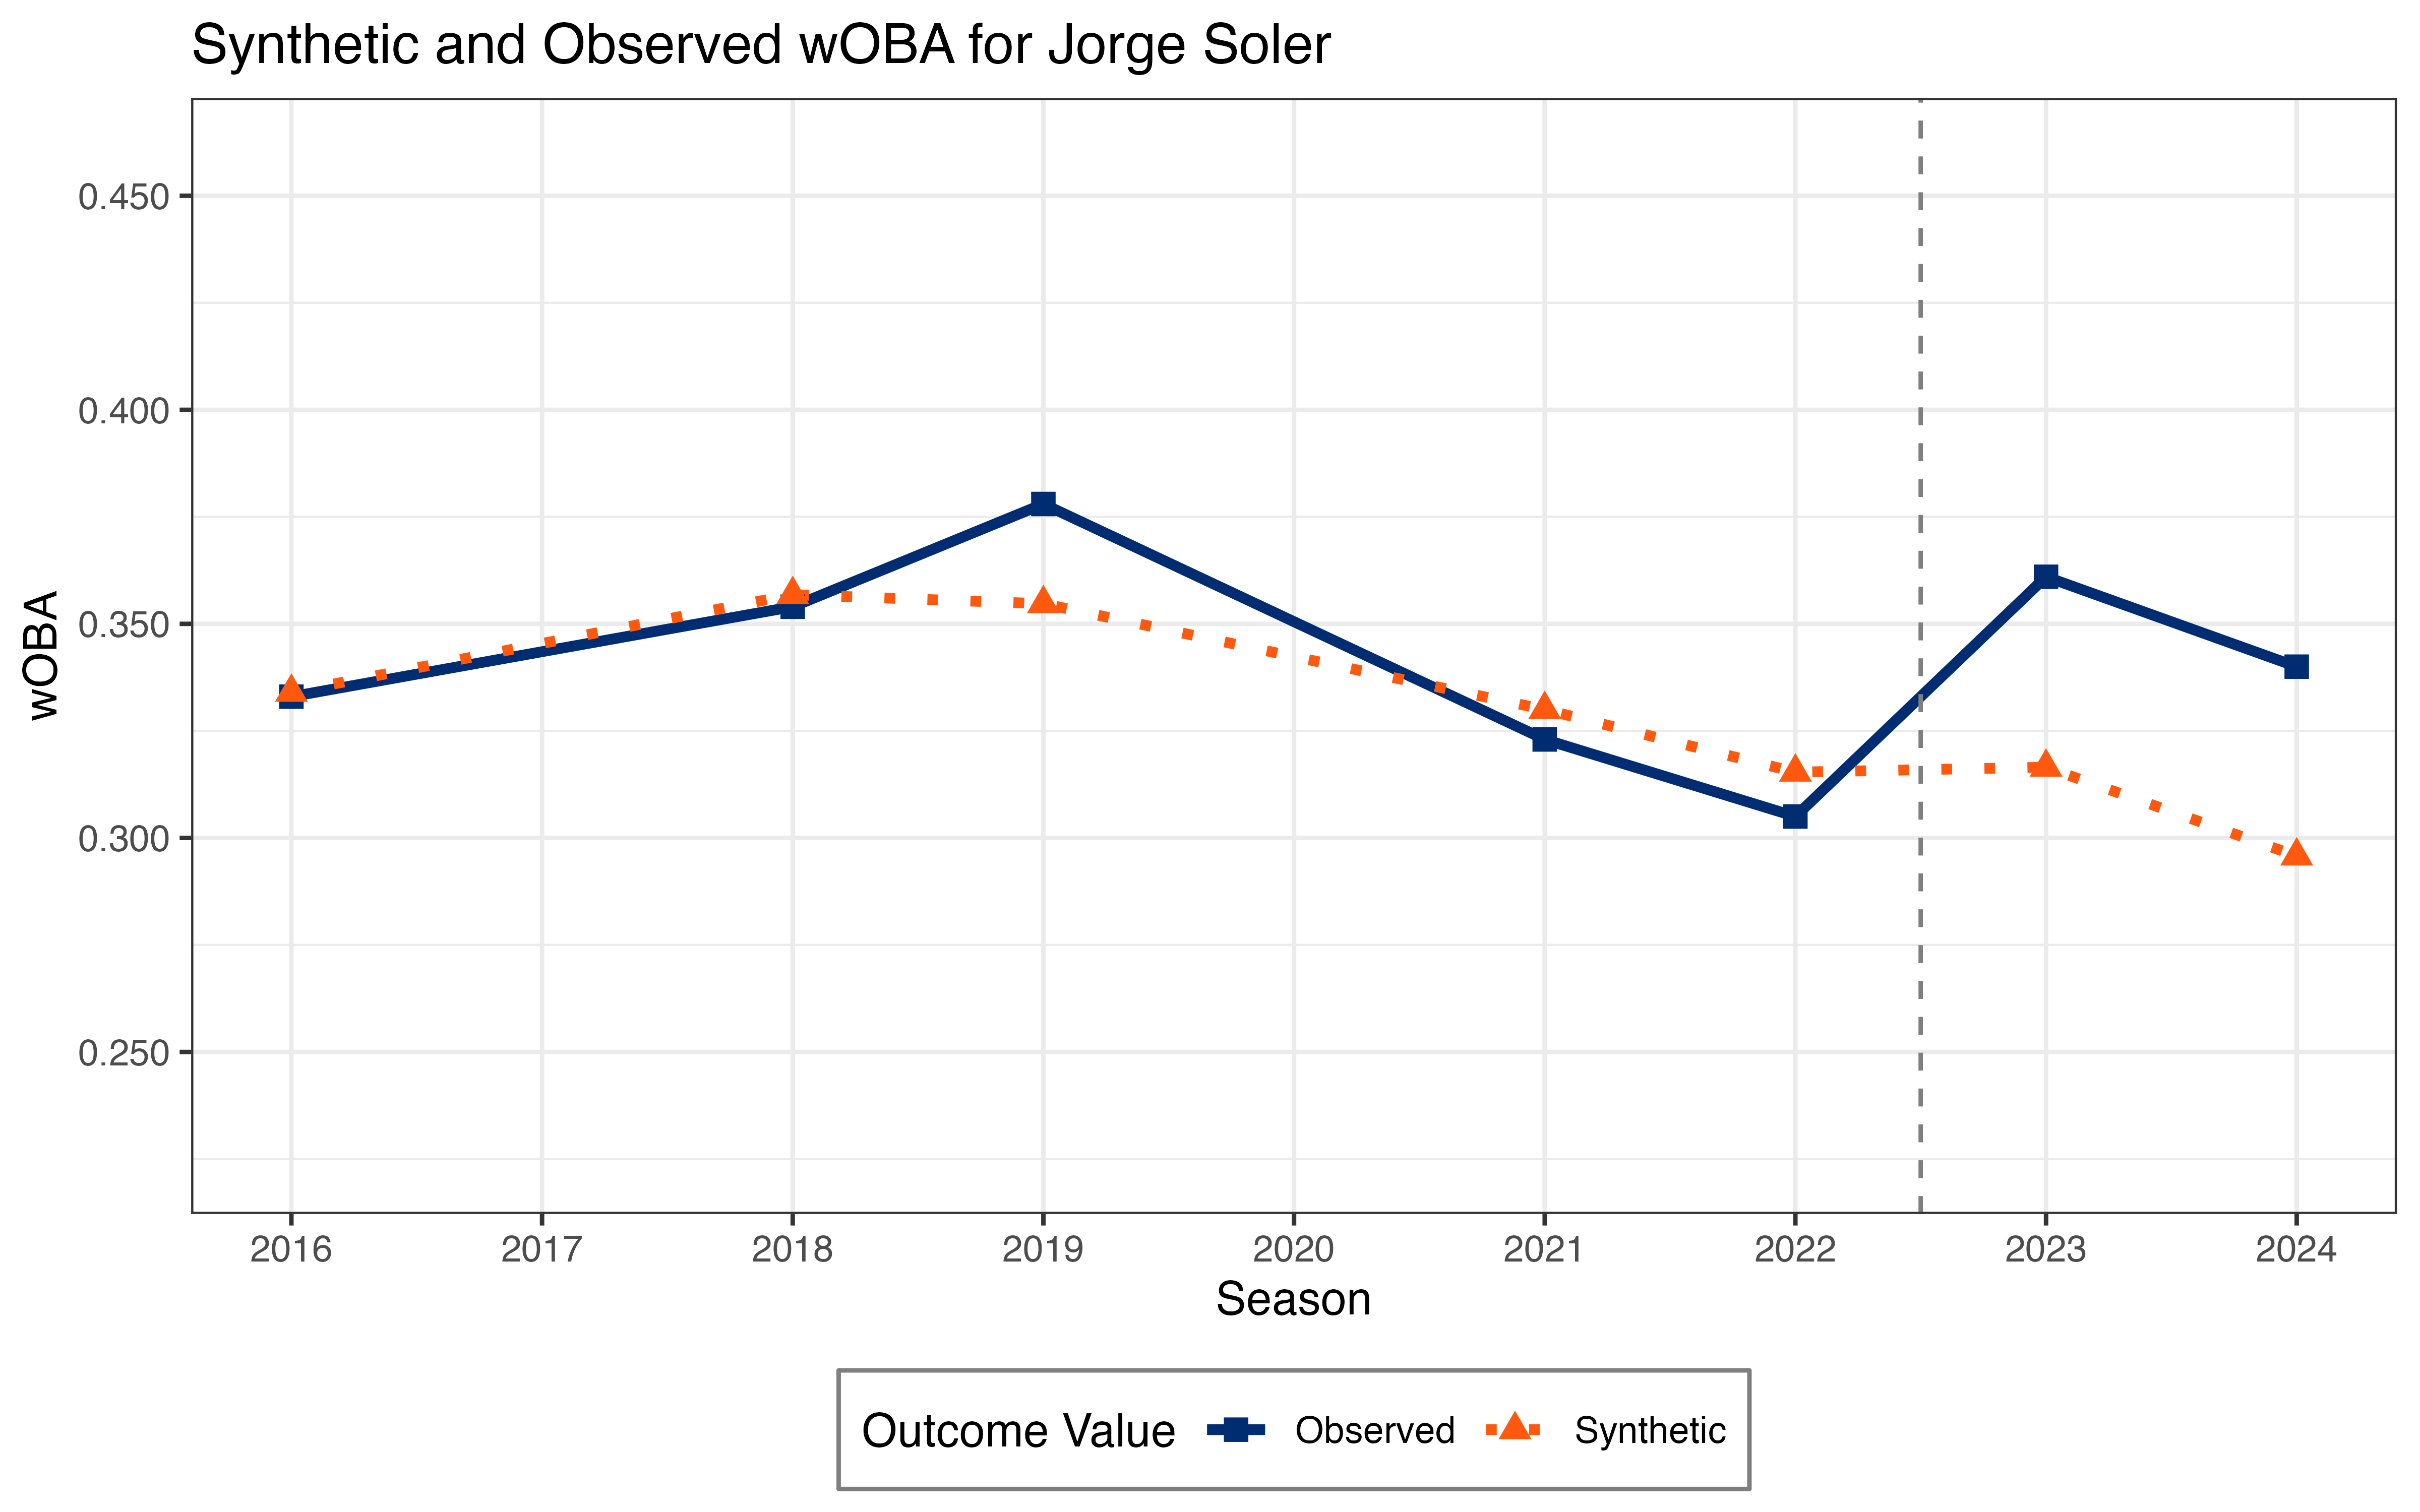 Synthetic and Observed wOBA for Jorge Soler
wOBA
0.450
0.400
0.350
0.300
0.250
2016 2017 2018 2019 2020 2021 2022 2023 2024
Season
Outcome Value Observed Synthetic